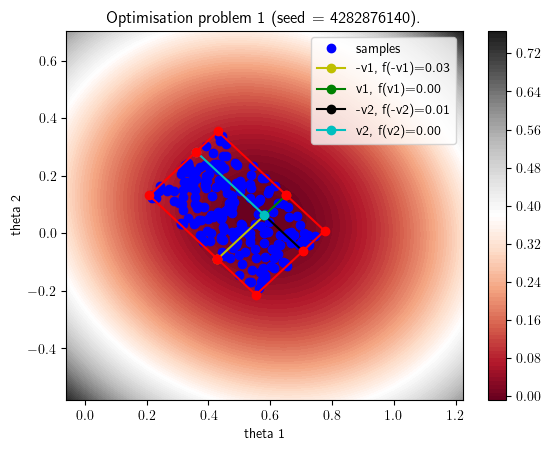 Optimisation problem 1 (seed = 4282876140).
samples
-v1, f(-v1)=0.03
v1, f(v1)=0.00
-v2, f(-v2)=0.01
v2, f(v2)=0.00
0.6
0.4
0.2
0.0
−0.2
−0.4
theta 2
0.0 0.2 0.4 0.6 0.8 1.0 1.2
theta 1
0.72
0.64
0.56
0.48
0.40
0.32
0.24
0.16
0.08
0.00